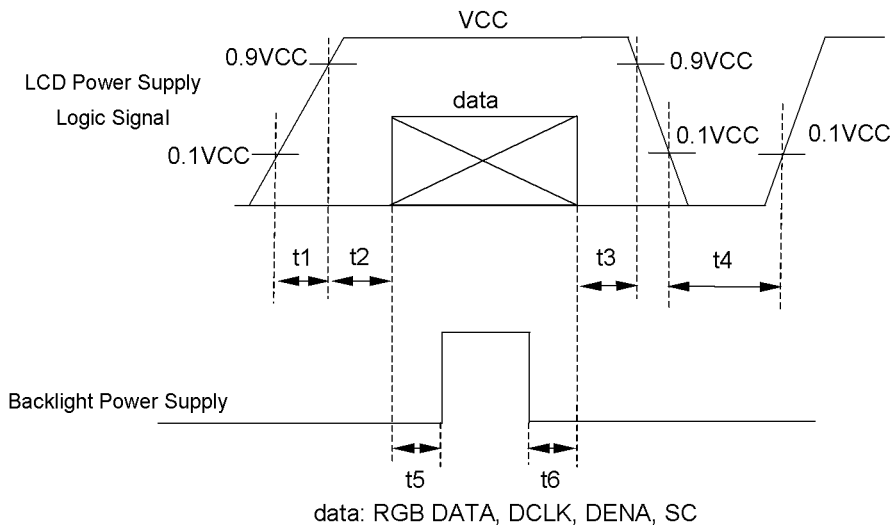 VCC
0.9VCC
0.9VCC
LCD Power Supply
Logic Signal
data
0.1VCC
0.1VCC
0.1VCC
t1
t2
t3
t4
Backlight Power Supply
t5
t6
data: RGB DATA, DCLK, DENA, SC